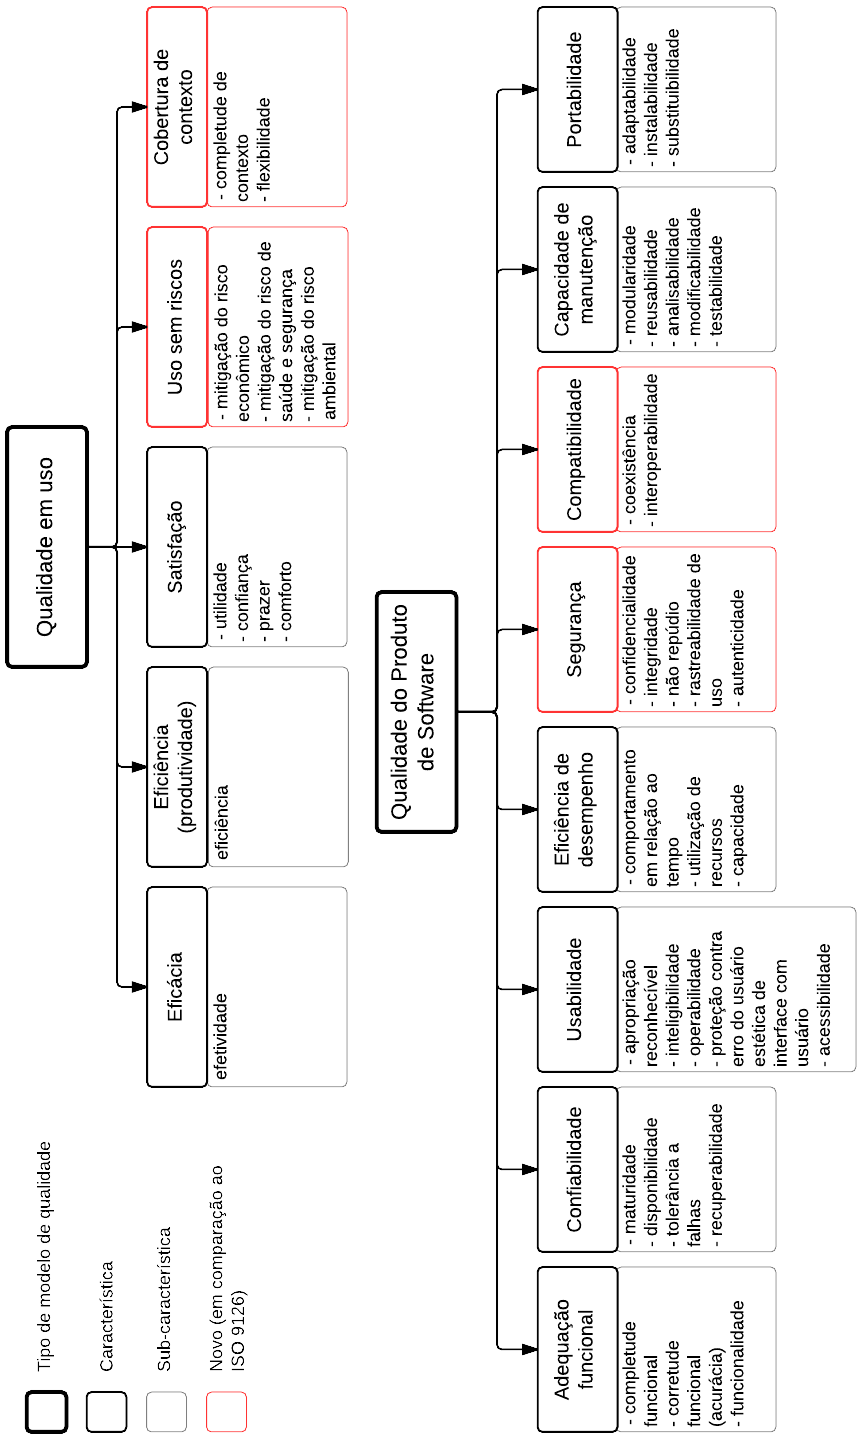 Tipo de modelo de qualidade
Característica
Sub-característica
Novo (em comparação ao
ISO 9126)
Qualidade em uso
Eficácia
efetividade
Eficiência
(produtividade)
eficiência
Satisfação
- utilidade
- confiança
- prazer
- comforto
Uso sem riscos
- mitigação do risco
econômico
- mitigação do risco de
saúde e segurança
- mitigação do risco
ambiental
Cobertura de
contexto
- completude de
contexto
- flexibilidade
Qualidade do Produto
de Software
Adequação
funcional
- completude
funcional
- corretude
funcional
(acurácia)
- funcionalidade
Confiabilidade
- maturidade
- disponibilidade
- tolerância a
falhas
- recuperabilidade
Usabilidade
- apropriação
reconhecível
- inteligibilidade
- operabilidade
- proteção contra
erro do usuário
estética de
interface com
usuário
- acessibilidade
Eficiência de
desempenho
- comportamento
em relação ao
tempo
- utilização de
recursos
- capacidade
Segurança
- confidencialidade
- integridade
- não repúdio
- rastreabilidade de
uso
- autenticidade
Compatibilidade
- coexistência
- interoperabilidade
Capacidade de
manutenção
- modularidade
- reusabilidade
- analisabilidade
- modificabilidade
- testabilidade
Portabilidade
- adaptabilidade
- instalabilidade
- substituibilidade